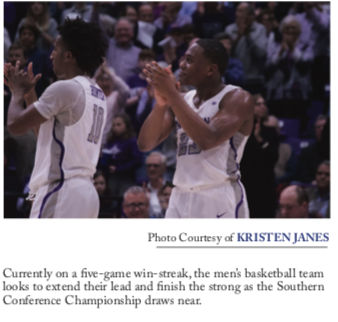 10
Photo Courtesy of KRISTEN JANES
Currently on a five-game win-streak, the men's basketball team
looks to extend their lead and finish the strong as the Southern
Conference Championship draws near.